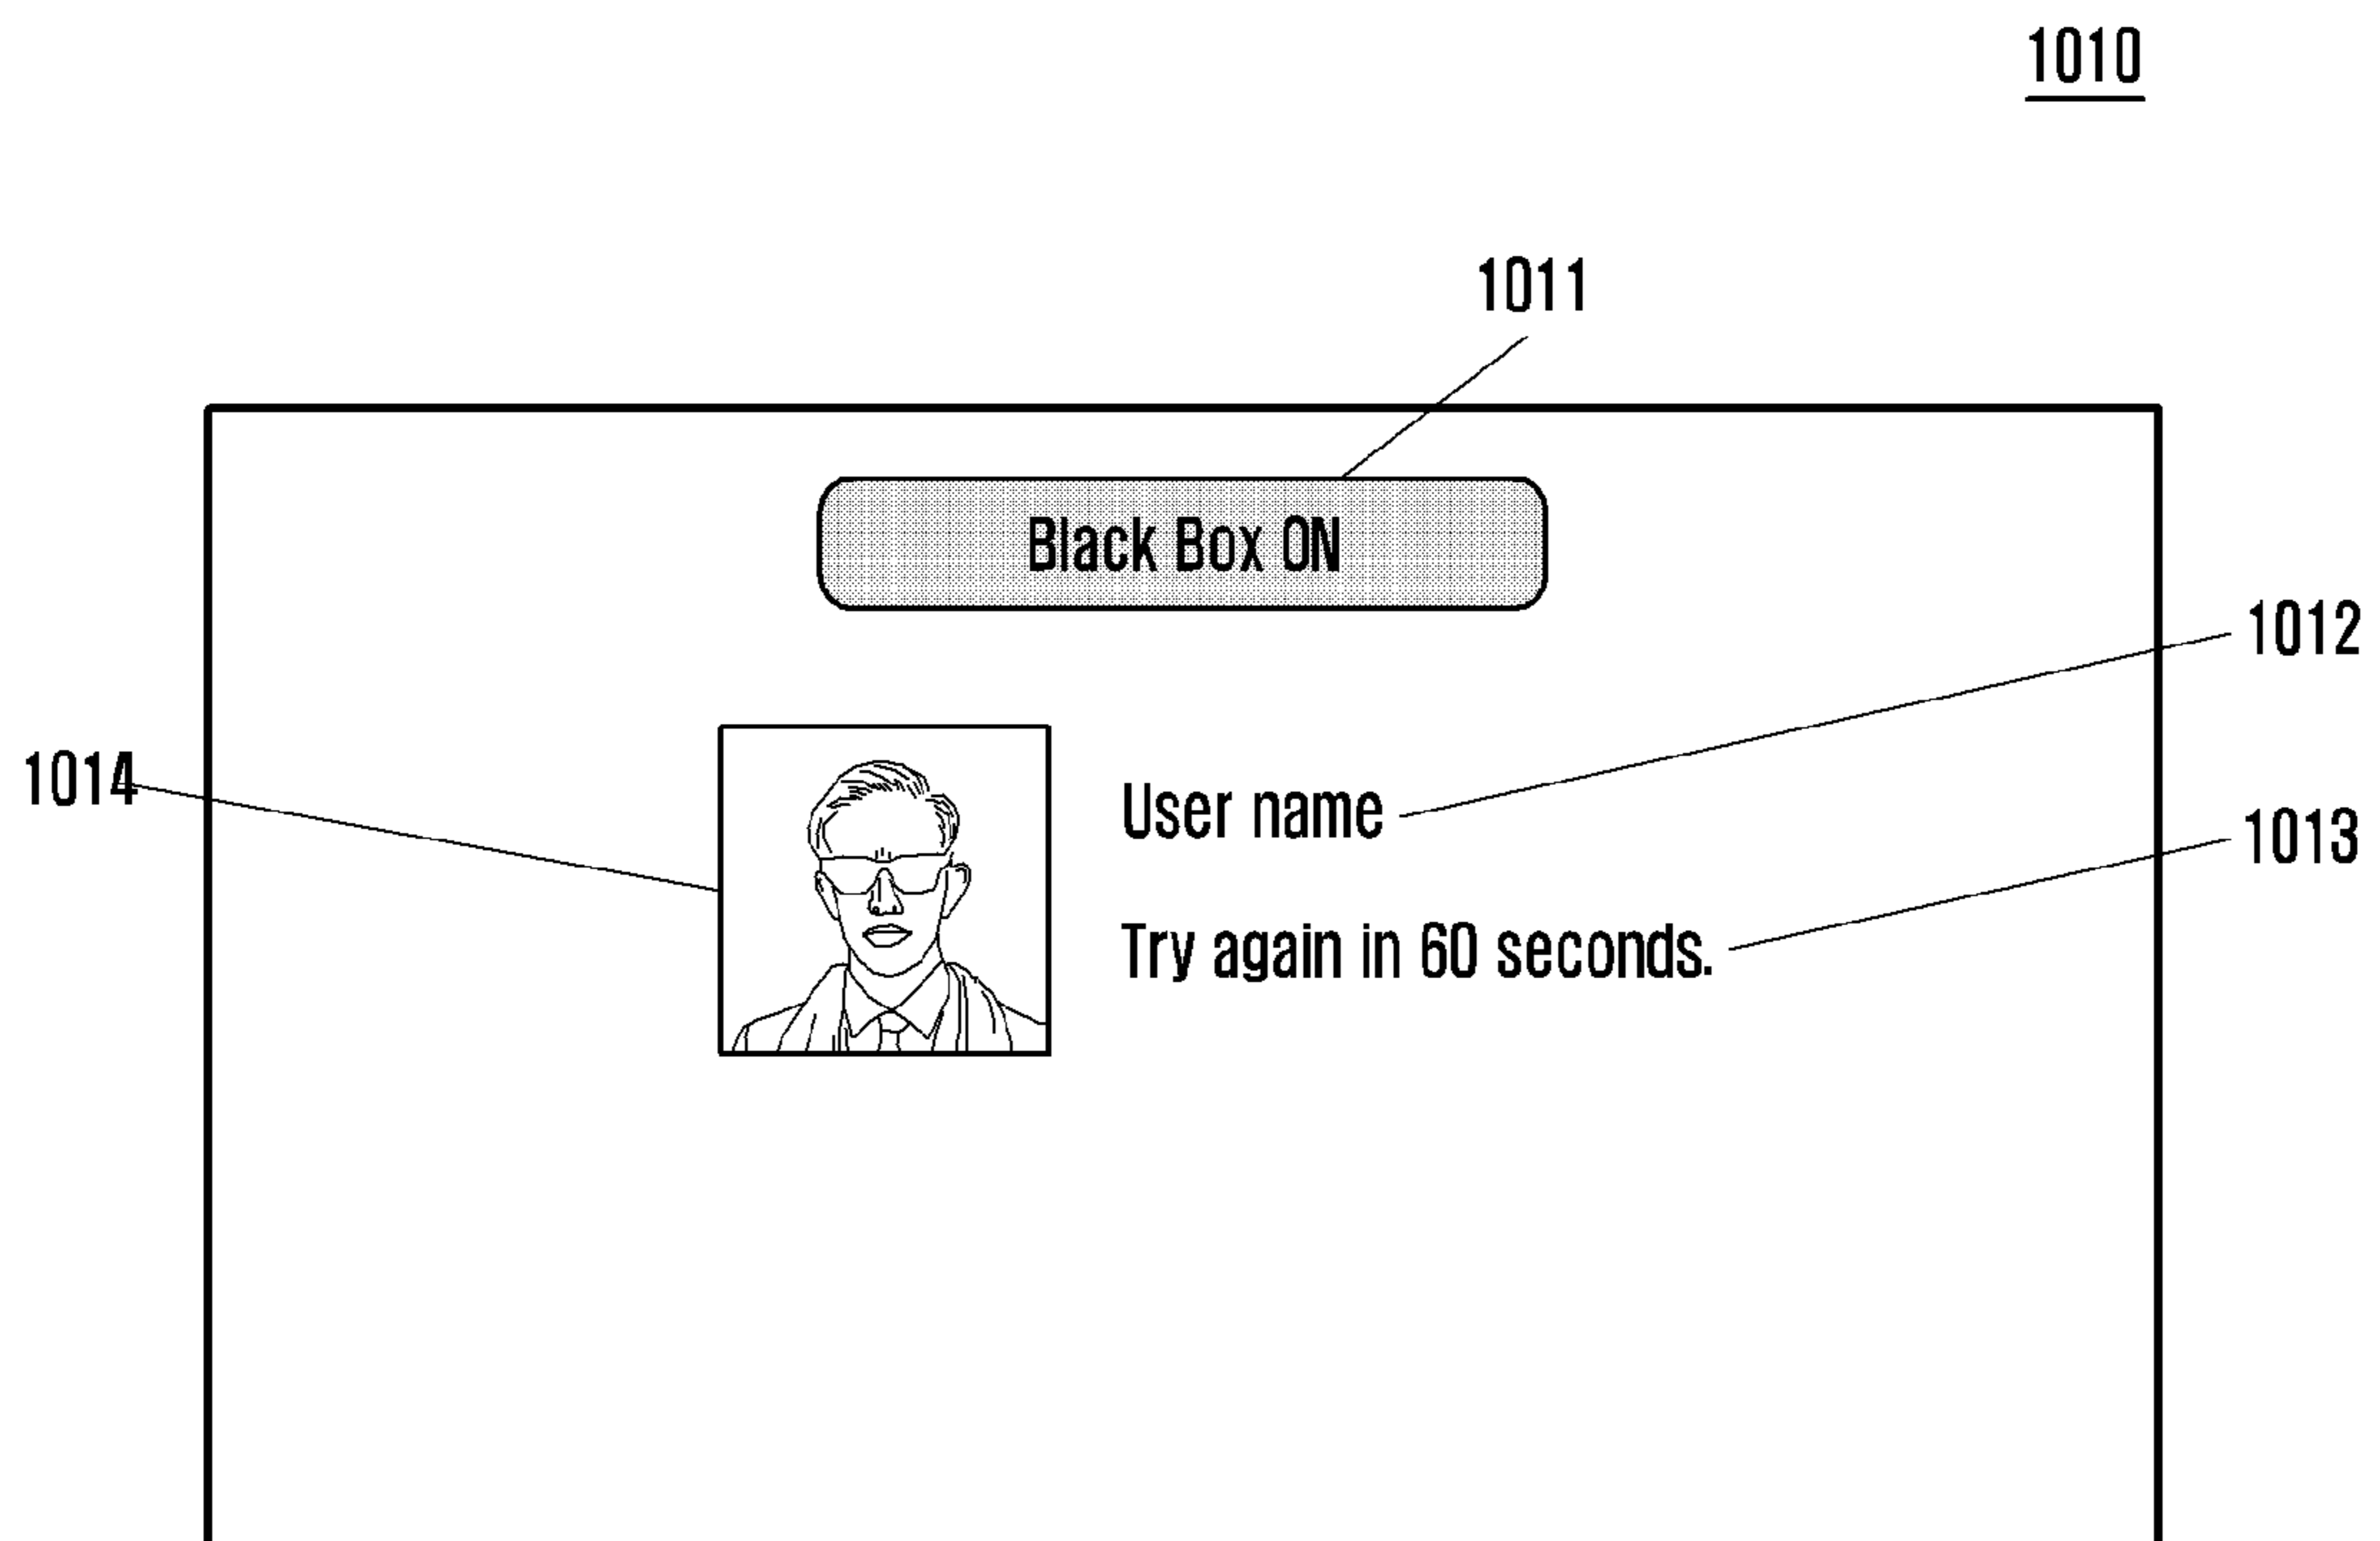 1010
1011
Black Box ON
1012
1014
User name
1013
Try again in 60 seconds.